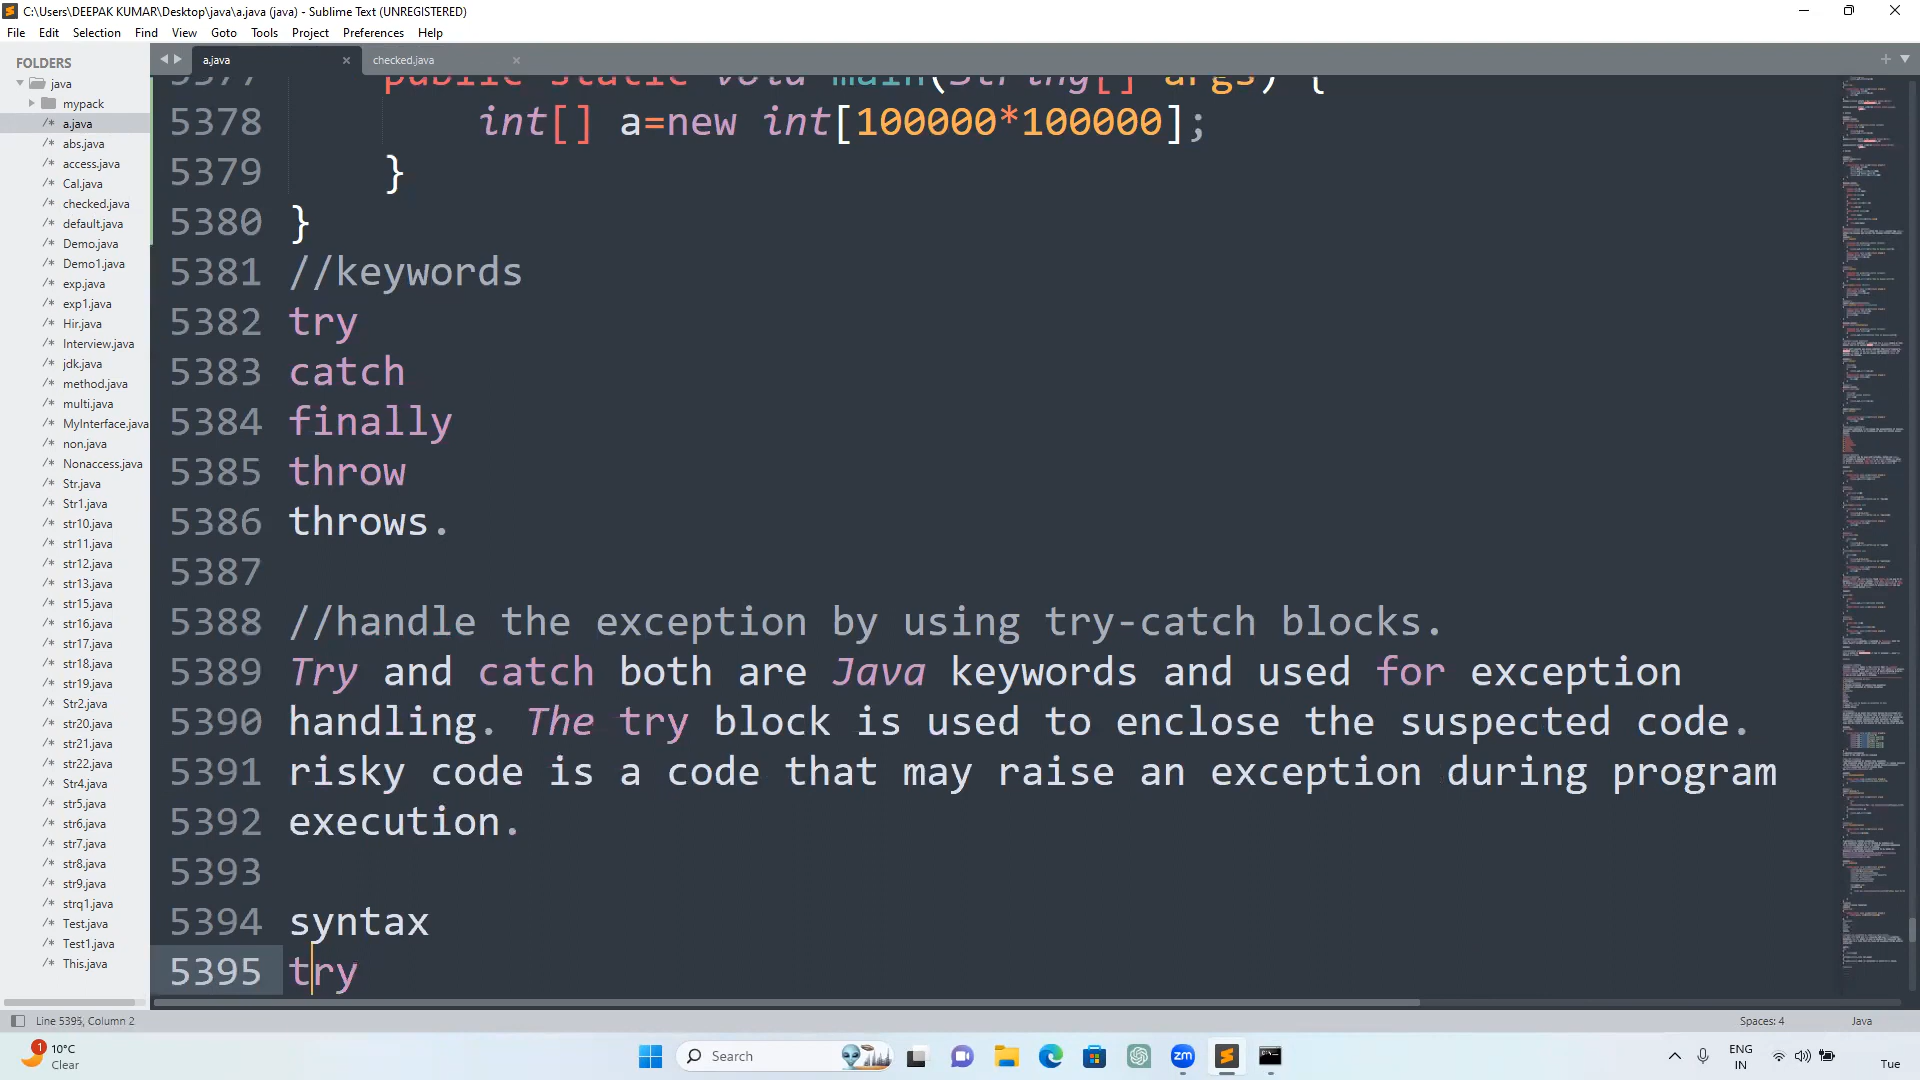 C:\Users\DEEPAK KUMAR\Desktop\java\a.java (java) - Sublime Text (UNREGISTERED)
File Edit Selection Find View Goto Tools Project Preferences Help
FOLDERS
java
mypack
a.java
abs.java
access.java
Cal.java
checked.java
default.java
Demo.java
Demo1.java
exp.java
exp1.java
Hir.java
Interview.java
jdk.java
method.java
multi.java
MyInterface.java
non.java
Nonaccess.java
Str.java
Str1.java
str10.java
str11.java
str12.java
str13.java
str15.java
str16.java
str17.java
str18.java
str19.java
Str2.java
str20.java
str21.java
str22.java
Str4.java
str5.java
str6.java
str7.java
str8.java
str9.java
strq1.java
Test.java
Test1.java
This.java
a.java checked.java
5377 public static void main(String[] args) {
5378 int[] a=new int[100000*100000];
5379 }
5380 }
5381 //keywords
5382 try
5383 catch
5384 finally
5385 throw
5386 throws.
5387
5388 //handle the exception by using try-catch blocks.
5389 Try and catch both are Java keywords and used for exception
5390 handling. The try block is used to enclose the suspected code.
5391 risky code is a code that may raise an exception during program
5392 execution.
5393
5394 syntax
5395 try
Line 5395, Column 2 Spaces: 4 Java
1 10°C
Clear
Search
zm
ENG
IN
Tue